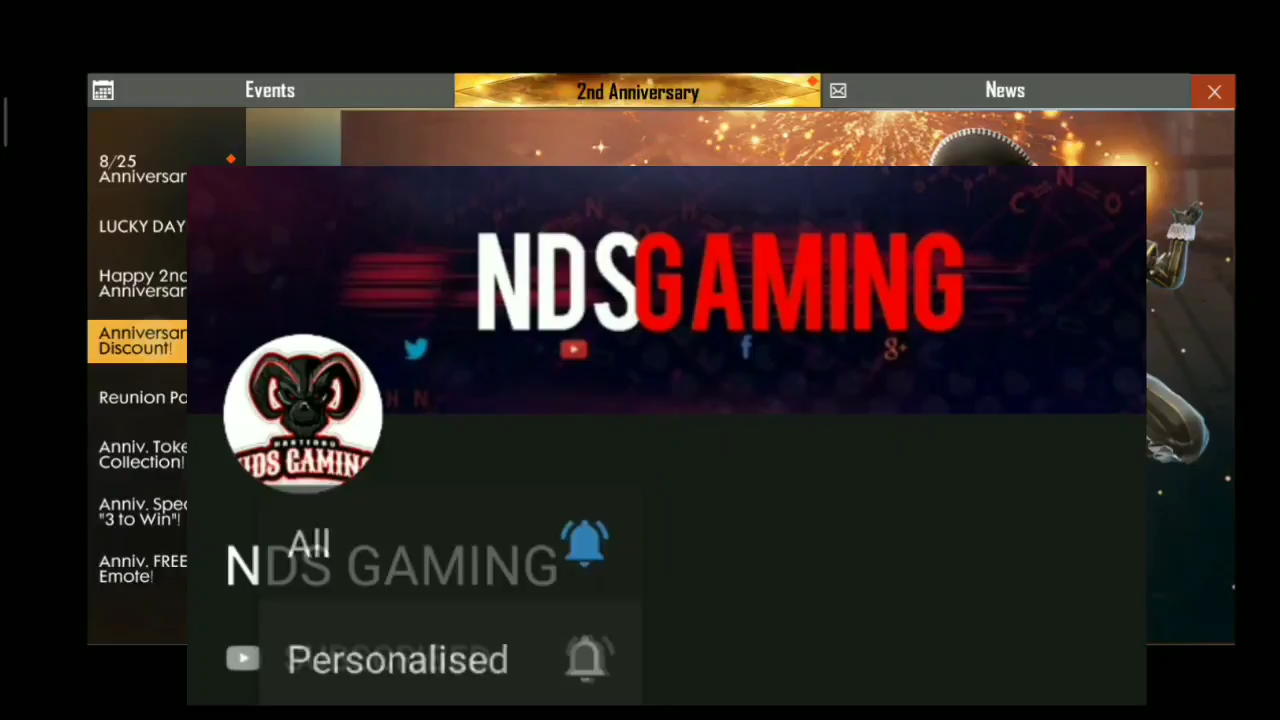 Events
2nd Anniversary
News
8/25
Anniversar
LUCKY DAY
Happy 2nd
Anniversar
Anniversar
Discount!
Reunion Pa
Anniv. Toke
Collection!
Anniv. Spec
"3 to Win"!
Anniv. FREE
Emote!
NDSGAMING
NDS GAMING
All
NDS GAMING
Personalised